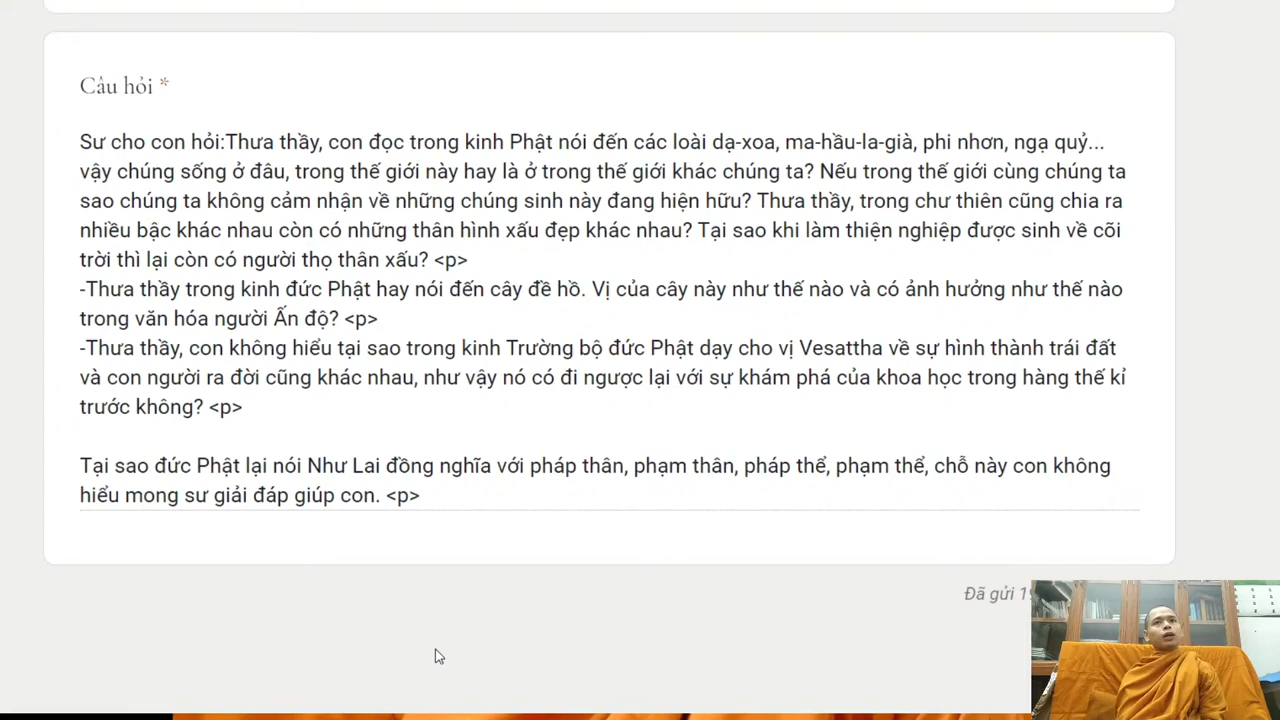 Câu hỏi *
Sư cho con hỏi:Thưa thầy, con đọc trong kinh Phật nói đến các loài dạ-xoa, ma-hầu-la-già, phi nhơn, ngạ quỷ...
vậy chúng sống ở đâu, trong thế giới này hay là ở trong thế giới khác chúng ta? Nếu trong thế giới cùng chúng ta
sao chúng ta không cảm nhận về những chúng sinh này đang hiện hữu? Thưa thầy, trong chư thiên cũng chia ra
nhiều bậc khác nhau còn có những thân hình xấu đẹp khác nhau? Tại sao khi làm thiện nghiệp được sinh về cõi
trời thì lại còn có người thọ thân xấu? <p>
-Thưa thầy trong kinh đức Phật hay nói đến cây đề hồ. Vị của cây này như thế nào và có ảnh hưởng như thế nào
trong văn hóa người Ấn độ? <p>
-Thưa thầy, con không hiểu tại sao trong kinh Trường bộ đức Phật dạy cho vị Vesattha về sự hình thành trái đất
và con người ra đời cũng khác nhau, như vậy nó có đi ngược lại với sự khám phá của khoa học trong hàng thế kỉ
trước không? <p>
Tại sao đức Phật lại nói Như Lai đồng nghĩa với pháp thân, phạm thân, pháp thể, phạm thể, chỗ này con không
hiểu mong sư giải đáp giúp con. <p>
Đã gửi